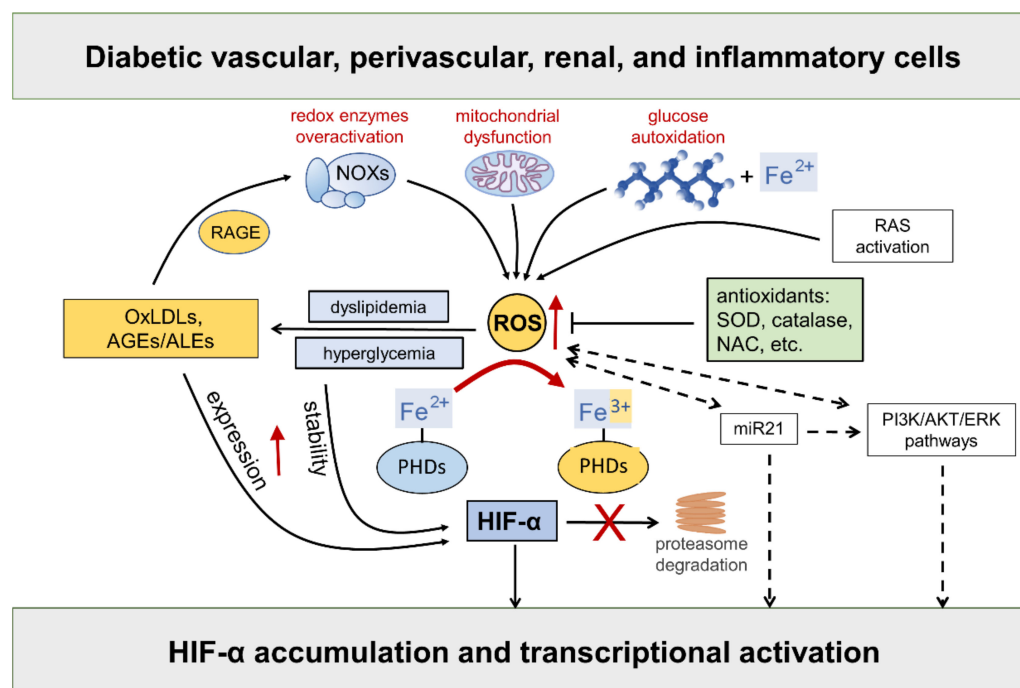 Diabetic vascular, perivascular, renal, and inflammatory cells
redox enzymes
overactivation
mitochondrial
dysfunction
glucose
autoxidation
NOXs
+ Fe2+
RAGE
RAS
activation
OxLDLs,
AGEs/ALEs
dyslipidemia
hyperglycemia
ROS
antioxidants:
SOD, catalase,
NAC, etc.
expression
stability
Fe2+
PHDs
Fe3+
PHDs
miR21
PI3K/AKT/ERK
pathways
HIF-α
proteasome
degradation
HIF-α accumulation and transcriptional activation